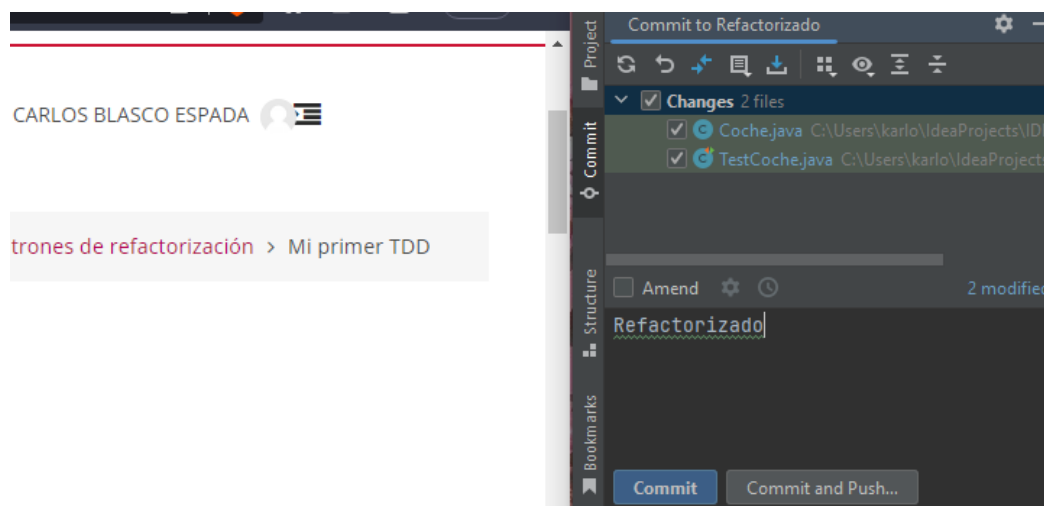 CARLOS BLASCO ESPADA
trones de refactorización > Mi primer TDD
Project
Commit
Structure
Bookmarks
Commit to Refactorizado
Changes 2 files
Coche.java C:\Users\karlo\IdeaProjects\ID
TestCoche.java C:\Users\karlo\IdeaProjects
Amend
2 modified
Refactorizado
Commit
Commit and Push...